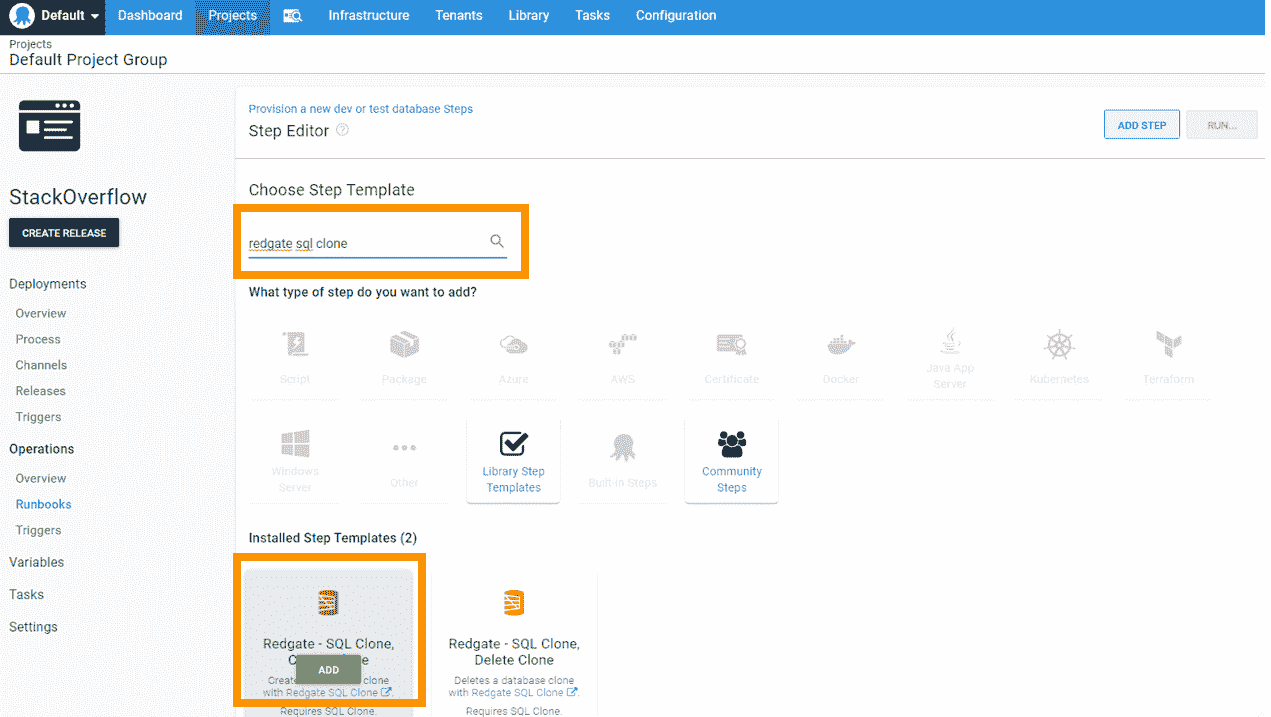 Default
Dashboard
Projects
Infrastructure
Tenants
Library
Tasks
Configuration
Projects
Default Project Group
StackOverflow
CREATE RELEASE
Deployments
Overview
Process
Channels
Releases
Triggers
Operations
Overview
Runbooks
Triggers
Variables
Tasks
Settings
Provision a new dev or test database Steps
Step Editor
ADD STEP
RUN...
Choose Step Template
redgate sql clone
What type of step do you want to add?
Script
Package
Azure
AWS
Certificate
Docker
Java App
Server
Kubernetes
Terraform
Windows
Server
Other
Library Step
Templates
Built-in Steps
Community
Steps
Installed Step Templates (2)
Redgate - SQL Clone,
ADD
clone
with Redgate SQL Clone
Requires SQL Clone.
Redgate - SQL Clone,
Delete Clone
Deletes a database clone
with Redgate SQL Clone
Requires SQL Clone.